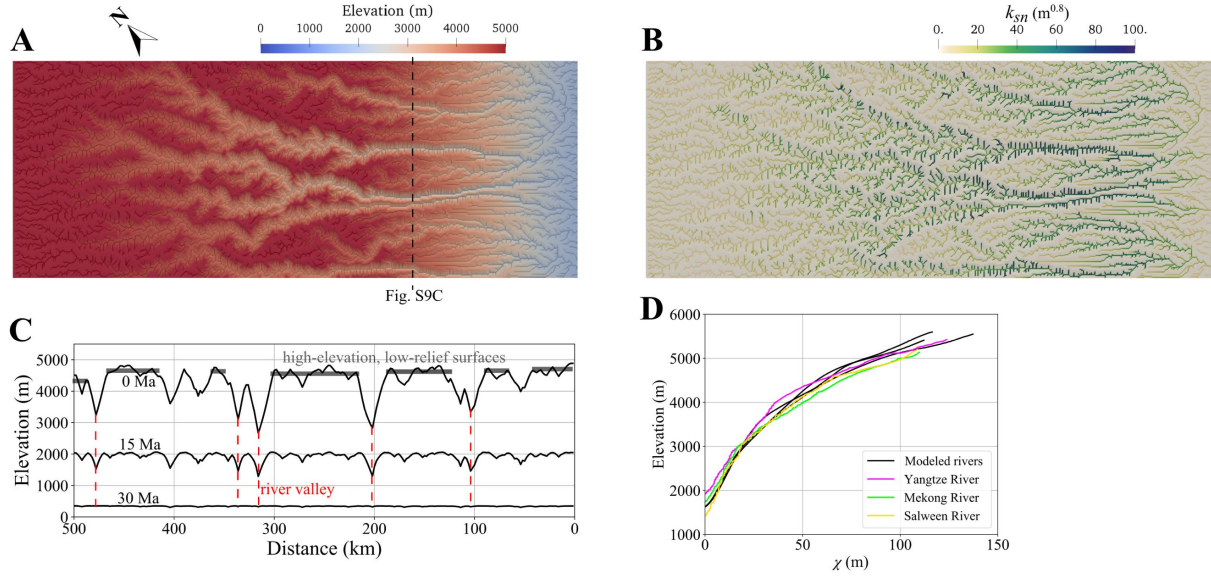 A
N
Elevation (m)
0 1000 2000 3000 4000 5000
Fig. S9C
B
ksn (m0.8)
0. 20 40 60 80 100.
C
high-elevation, low-relief surfaces
0 Ma
15 Ma
30 Ma
river valley
Elevation (m)
5000
4000
3000
2000
1000
0
500 400 300 200 100 0
Distance (km)
D
Elevation (m)
6000
5000
4000
3000
2000
1000
Modeled rivers
Yangtze River
Mekong River
Salween River
0 50 100 150
χ (m)